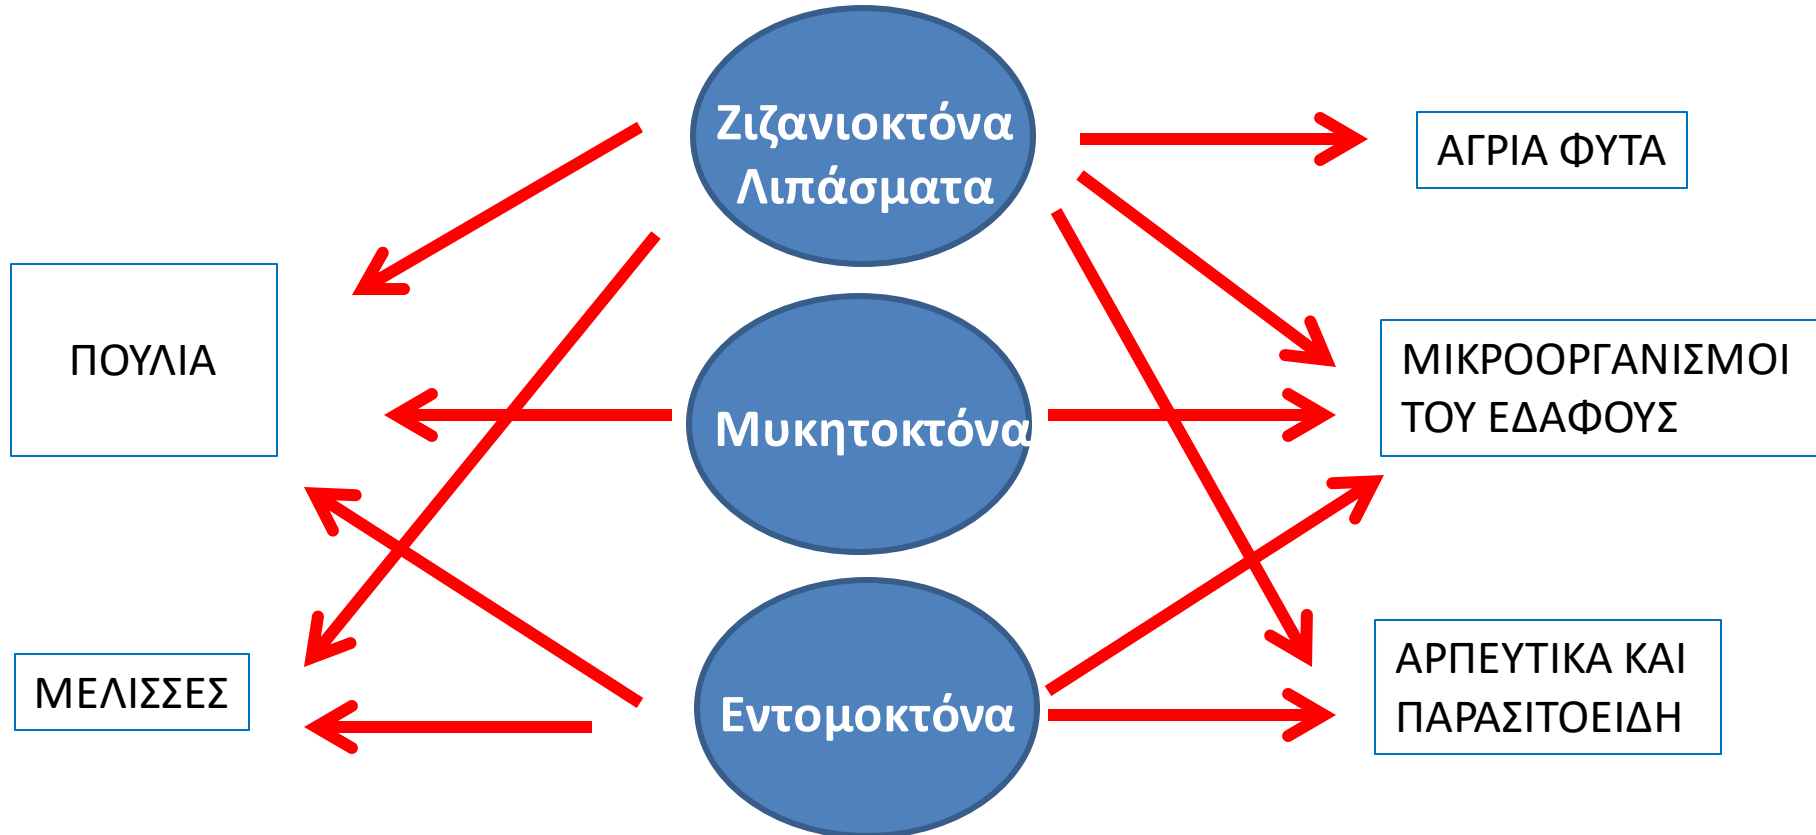 Ζιζανιοκτόνα
Λιπάσματα
ΑΓΡΙΑ ΦΥΤΑ
ΠΟΥΛΙΑ
ΜΙΚΡΟΟΡΓΑΝΙΣΜΟΙ
ΤΟΥ ΕΔΑΦΟΥΣ
Μυκητοκτόνα
ΜΕΛΙΣΣΕΣ
Εντομοκτόνα
ΑΡΠΕΥΤΙΚΑ ΚΑΙ
ΠΑΡΑΣΙΤΟΕΙΔΗ